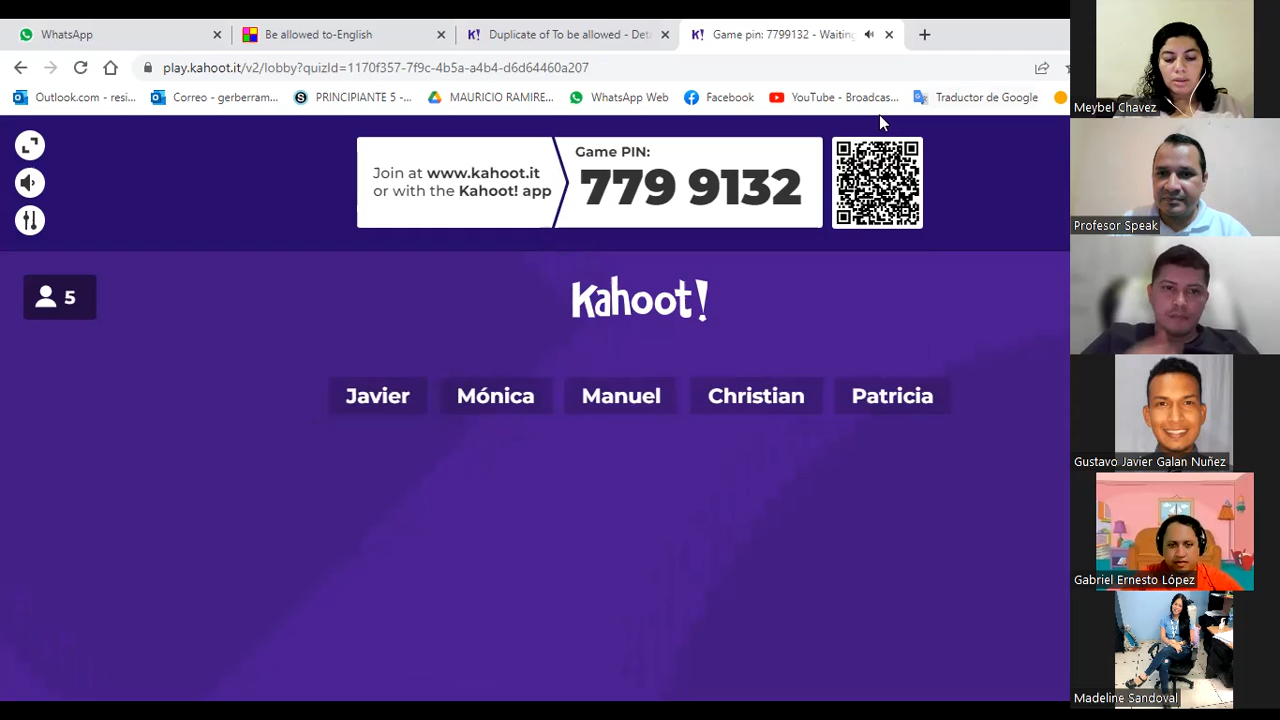 WhatsApp
Be allowed to-English
Duplicate of To be allowed - Deta
Game pin: 7799132 - Waiting
play.kahoot.it/v2/lobby?quizId=1170f357-7f9c-4b5a-a4b4-d6d64460a207
Outlook.com - resi...
Correo - gerberram...
PRINCIPIANTE 5 -...
MAURICIO RAMIRE...
WhatsApp Web
Facebook
YouTube - Broadcas...
Traductor de Google
Join at www.kahoot.it
or with the Kahoot! app
Game PIN:
779 9132
5
Kahoot!
Javier
Mónica
Manuel
Christian
Patricia
Meybel Chavez
Profesor Speak
Gustavo Javier Galan Nuñez
Gabriel Ernesto López
Madeline Sandoval